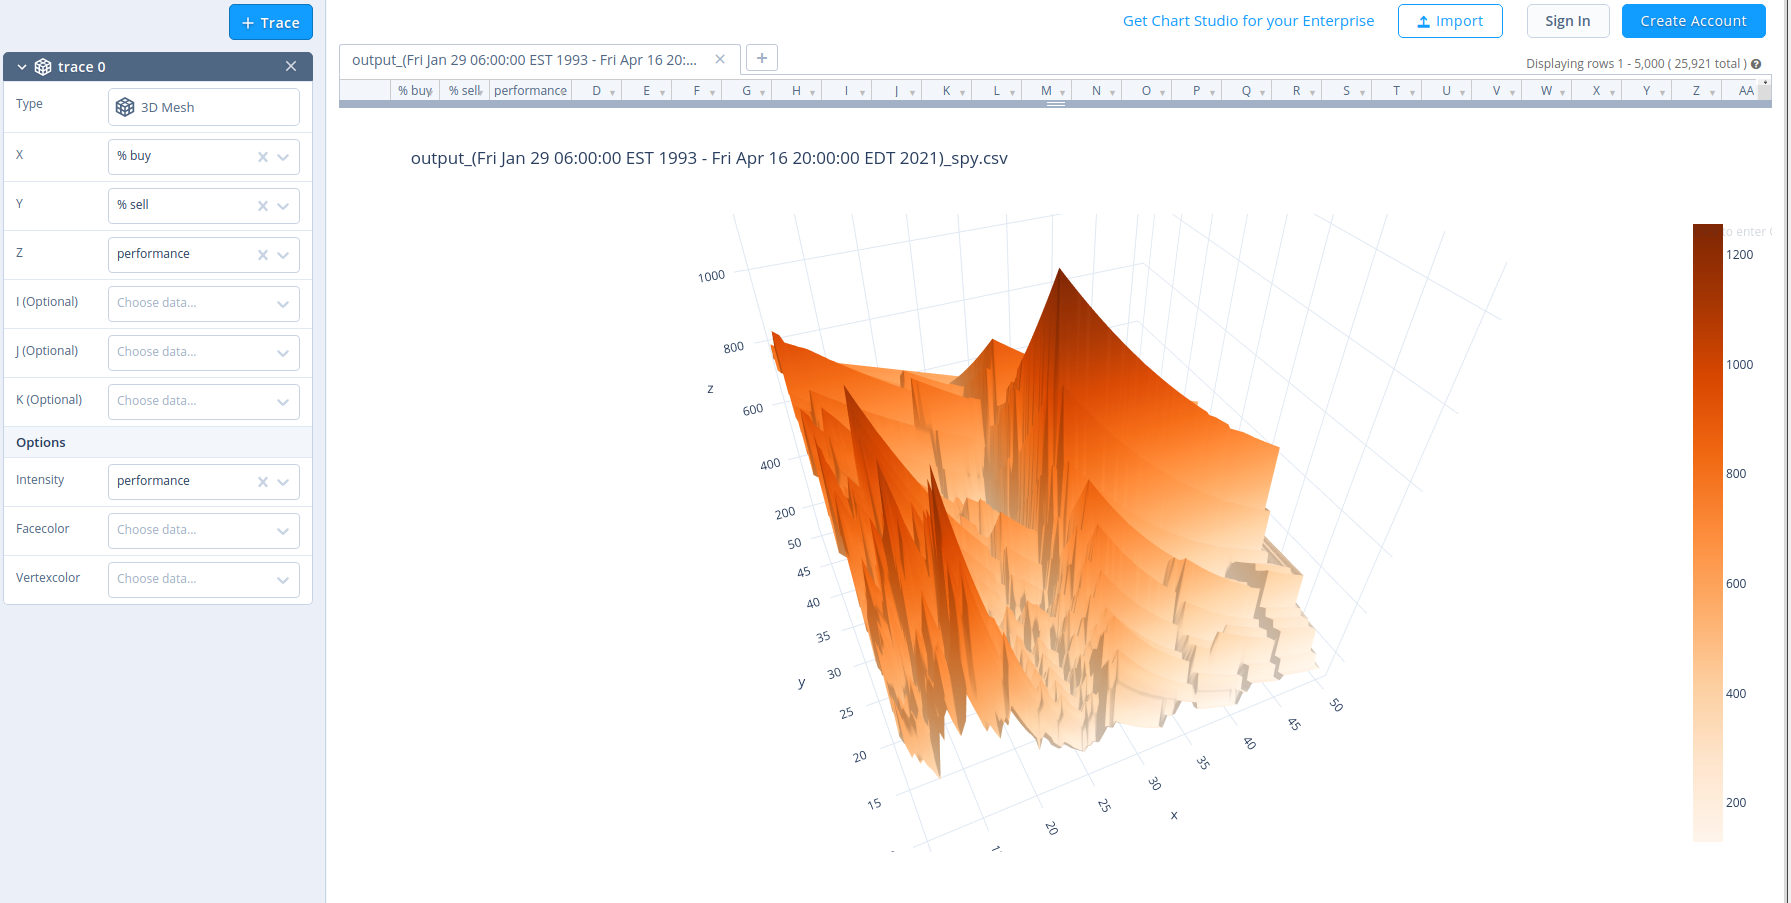 + Trace
Get Chart Studio for your Enterprise
Import
Sign In
Create Account
trace 0
output_(Fri Jan 29 06:00:00 EST 1993 - Fri Apr 16 20:...
+
Displaying rows 1 - 5,000 ( 25,921 total )
% buy % sell performance D E F G H I J K L M N O P Q R S T U V W X Y Z AA
Type
3D Mesh
X
% buy
Y
% sell
Z
performance
I (Optional)
Choose data...
J (Optional)
Choose data...
K (Optional)
Choose data...
Options
Intensity
performance
Facecolor
Choose data...
Vertexcolor
Choose data...
output_(Fri Jan 29 06:00:00 EST 1993 - Fri Apr 16 20:00:00 EDT 2021)_spy.csv
to enter
1000
800
z
600
400
200
50
45
40
35
y
30
25
20
15
20
25
30
35
40
45
50
x
1200
1000
800
600
400
200